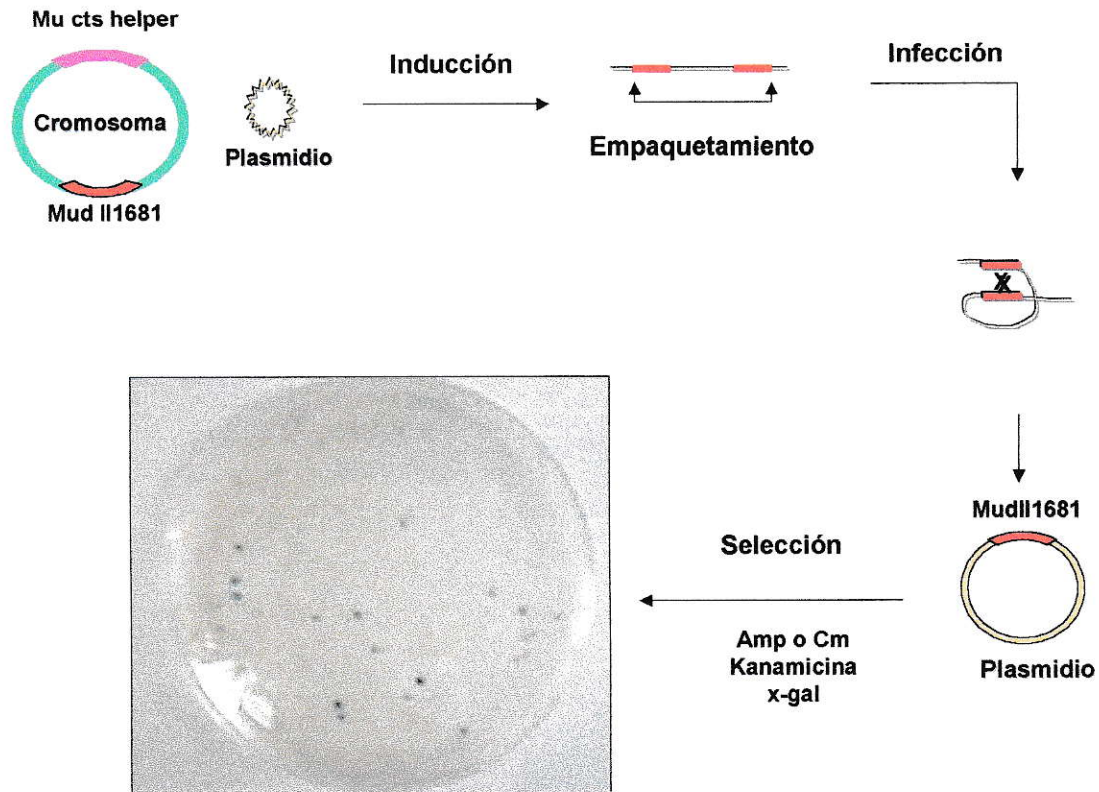 Mu cts helper
Inducción
Infección
Cromosoma
Plasmidio
Empaquetamiento
Mud II1681
MudII1681
Selección
Amp o Cm
Kanamicina
x-gal
Plasmidio